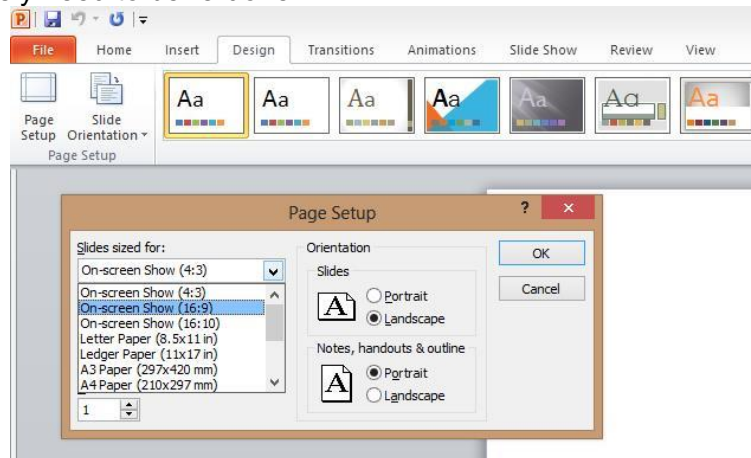 P
File Home Insert Design Transitions Animations Slide Show Review View
Aa Aa Aa Aa Aa Aa Aa
Page Setup Slide Orientation
Page Setup
Page Setup ? ×
Slides sized for:
On-screen Show (4:3)
On-screen Show (4:3)
On-screen Show (16:9)
On-screen Show (16:10)
Letter Paper (8.5x11 in)
Ledger Paper (11x17 in)
A3 Paper (297x420 mm)
A4 Paper (210x297 mm)
1
Orientation
Slides
A
Portrait
Landscape
Notes, handouts & outline
A
Portrait
Landscape
OK
Cancel